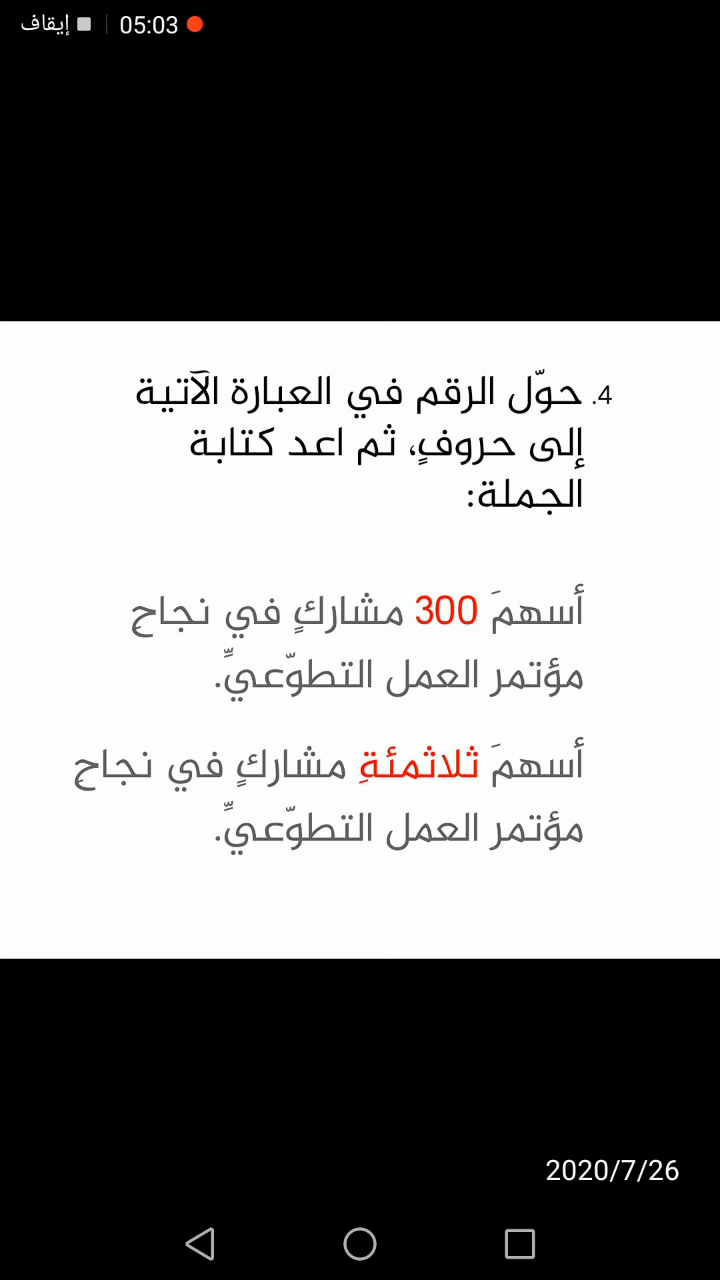 05:03 إيقاف
4. حوّل الرقم في العبارة الآتية
إلى حروفٍ، ثم اعد كتابة
الجملة:
أسهمَ 300 مشاركٍ في نجاحِ
مؤتمر العمل التطوّعيِّ.
أسهمَ ثلاثمئةِ مشاركٍ في نجاحِ
مؤتمر العمل التطوّعيِّ.
2020/7/26